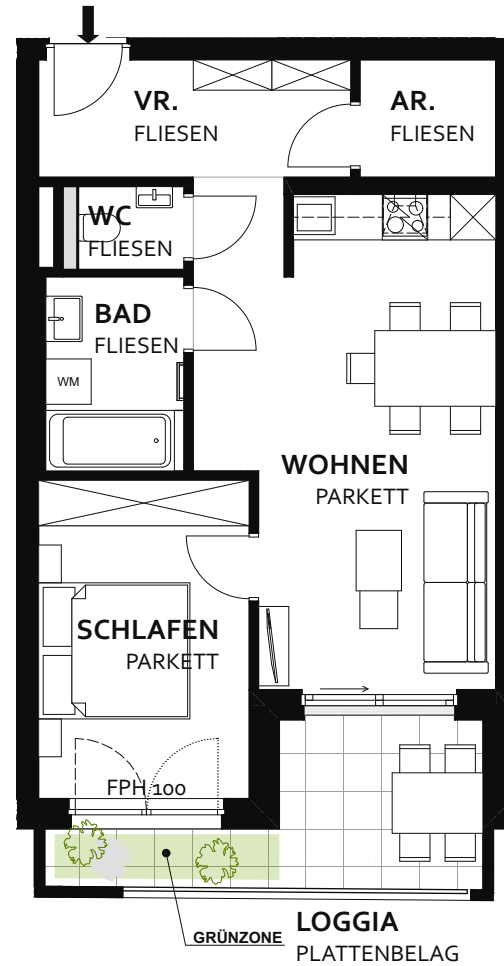 VR.
FLIESEN
AR.
FLIESEN
WC
FLIESEN
BAD
FLIESEN
WM
WOHNEN
PARKETT
SCHLAFEN
PARKETT
FPH 100
GRÜNZONE
LOGGIA
PLATTENBELAG